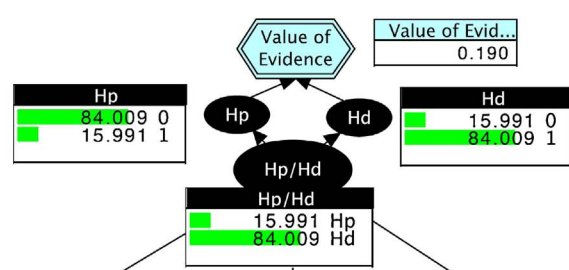 Value of
Evidence
Value of Evid...
0.190
Hp
84.009 0
15.991 1
Hp
Hd
Hd
15.991 0
84.009 1
Hp/Hd
Hp/Hd
15.991 Hp
84.009 Hd